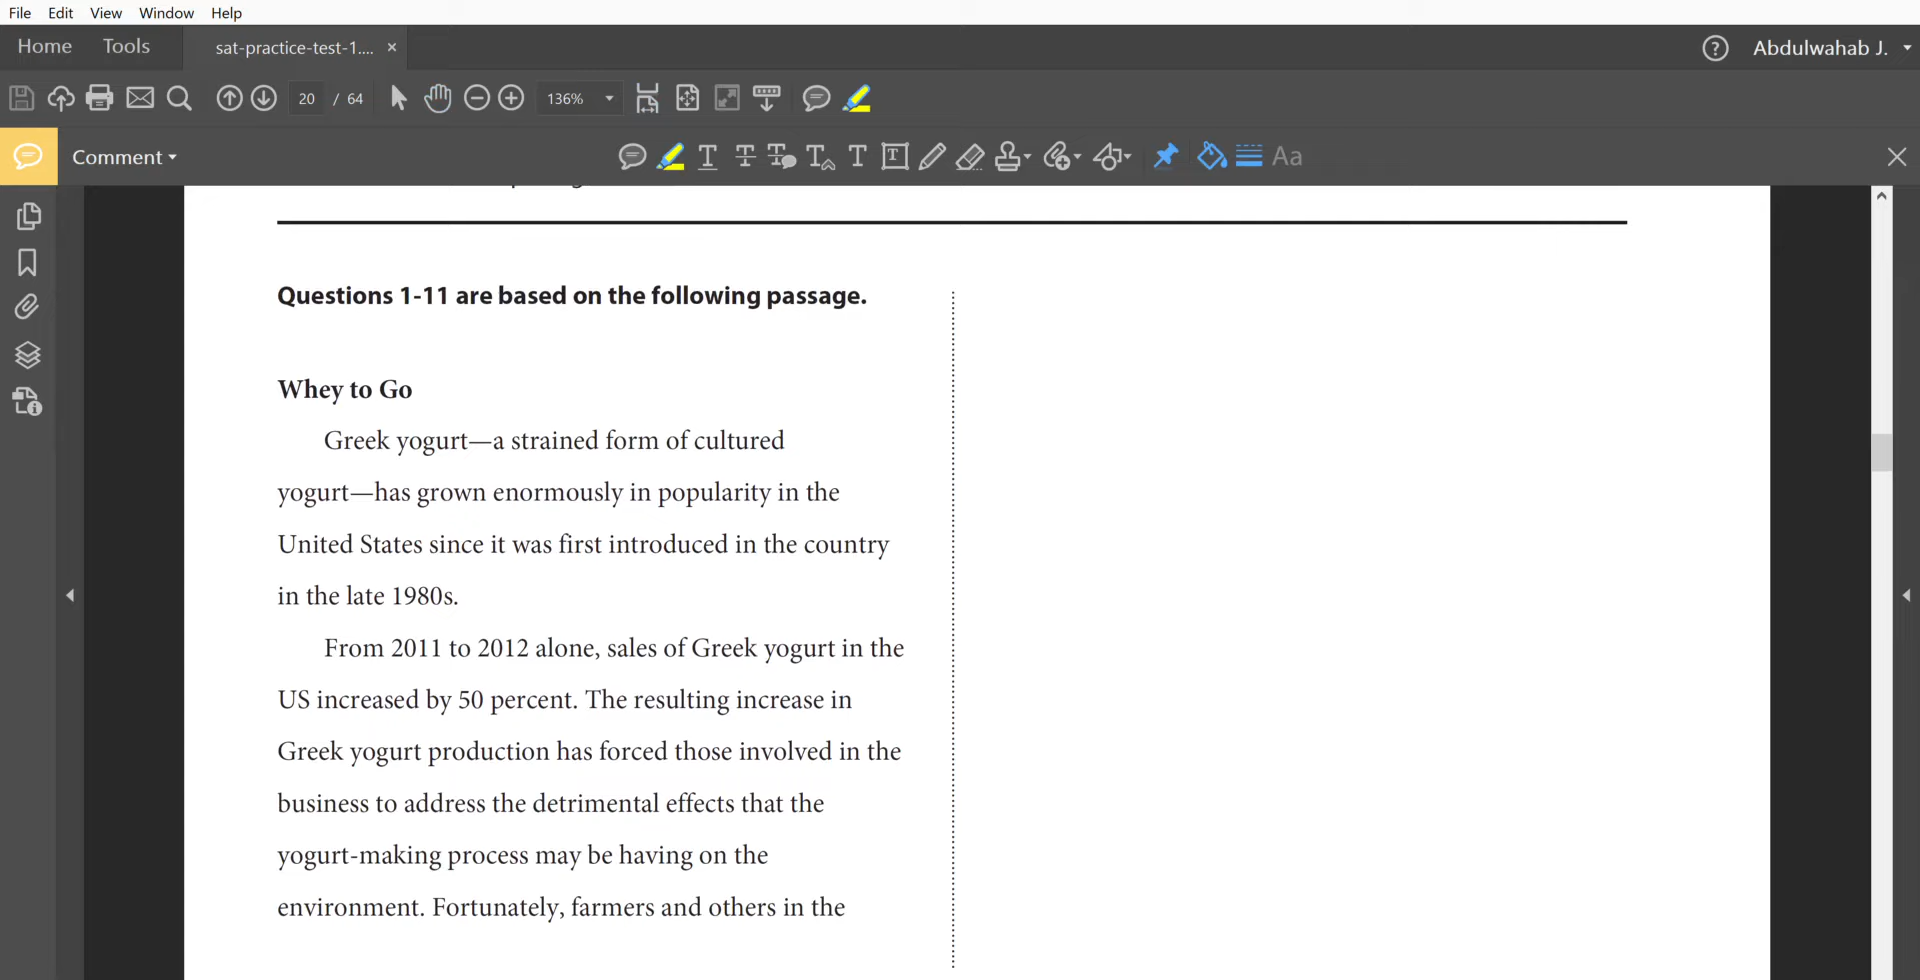 File Edit View Window Help
Home Tools sat-practice-test-1.... × ? Abdulwahab J.
20 / 64 136%
Comment Aa
Questions 1-11 are based on the following passage.
Whey to Go
Greek yogurt—a strained form of cultured
yogurt—has grown enormously in popularity in the
United States since it was first introduced in the country
in the late 1980s.
From 2011 to 2012 alone, sales of Greek yogurt in the
US increased by 50 percent. The resulting increase in
Greek yogurt production has forced those involved in the
business to address the detrimental effects that the
yogurt-making process may be having on the
environment. Fortunately, farmers and others in the